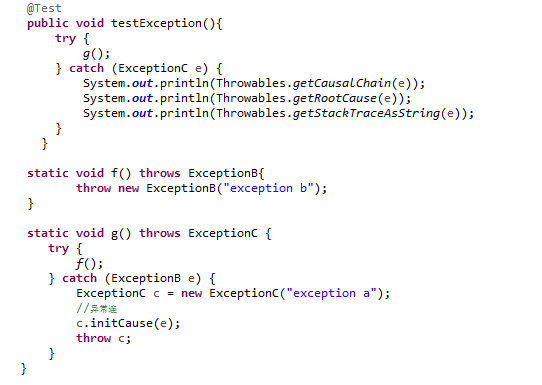 @Test
public void testException(){
try {
g();
} catch (ExceptionC e) {
System.out.println(Throwables.getCausalChain(e));
System.out.println(Throwables.getRootCause(e));
System.out.println(Throwables.getStackTraceAsString(e));
}
}
static void f() throws ExceptionB{
throw new ExceptionB("exception b");
}
static void g() throws ExceptionC {
try {
f();
} catch (ExceptionB e) {
ExceptionC c = new ExceptionC("exception a");
//异常连
c.initCause(e);
throw c;
}
}